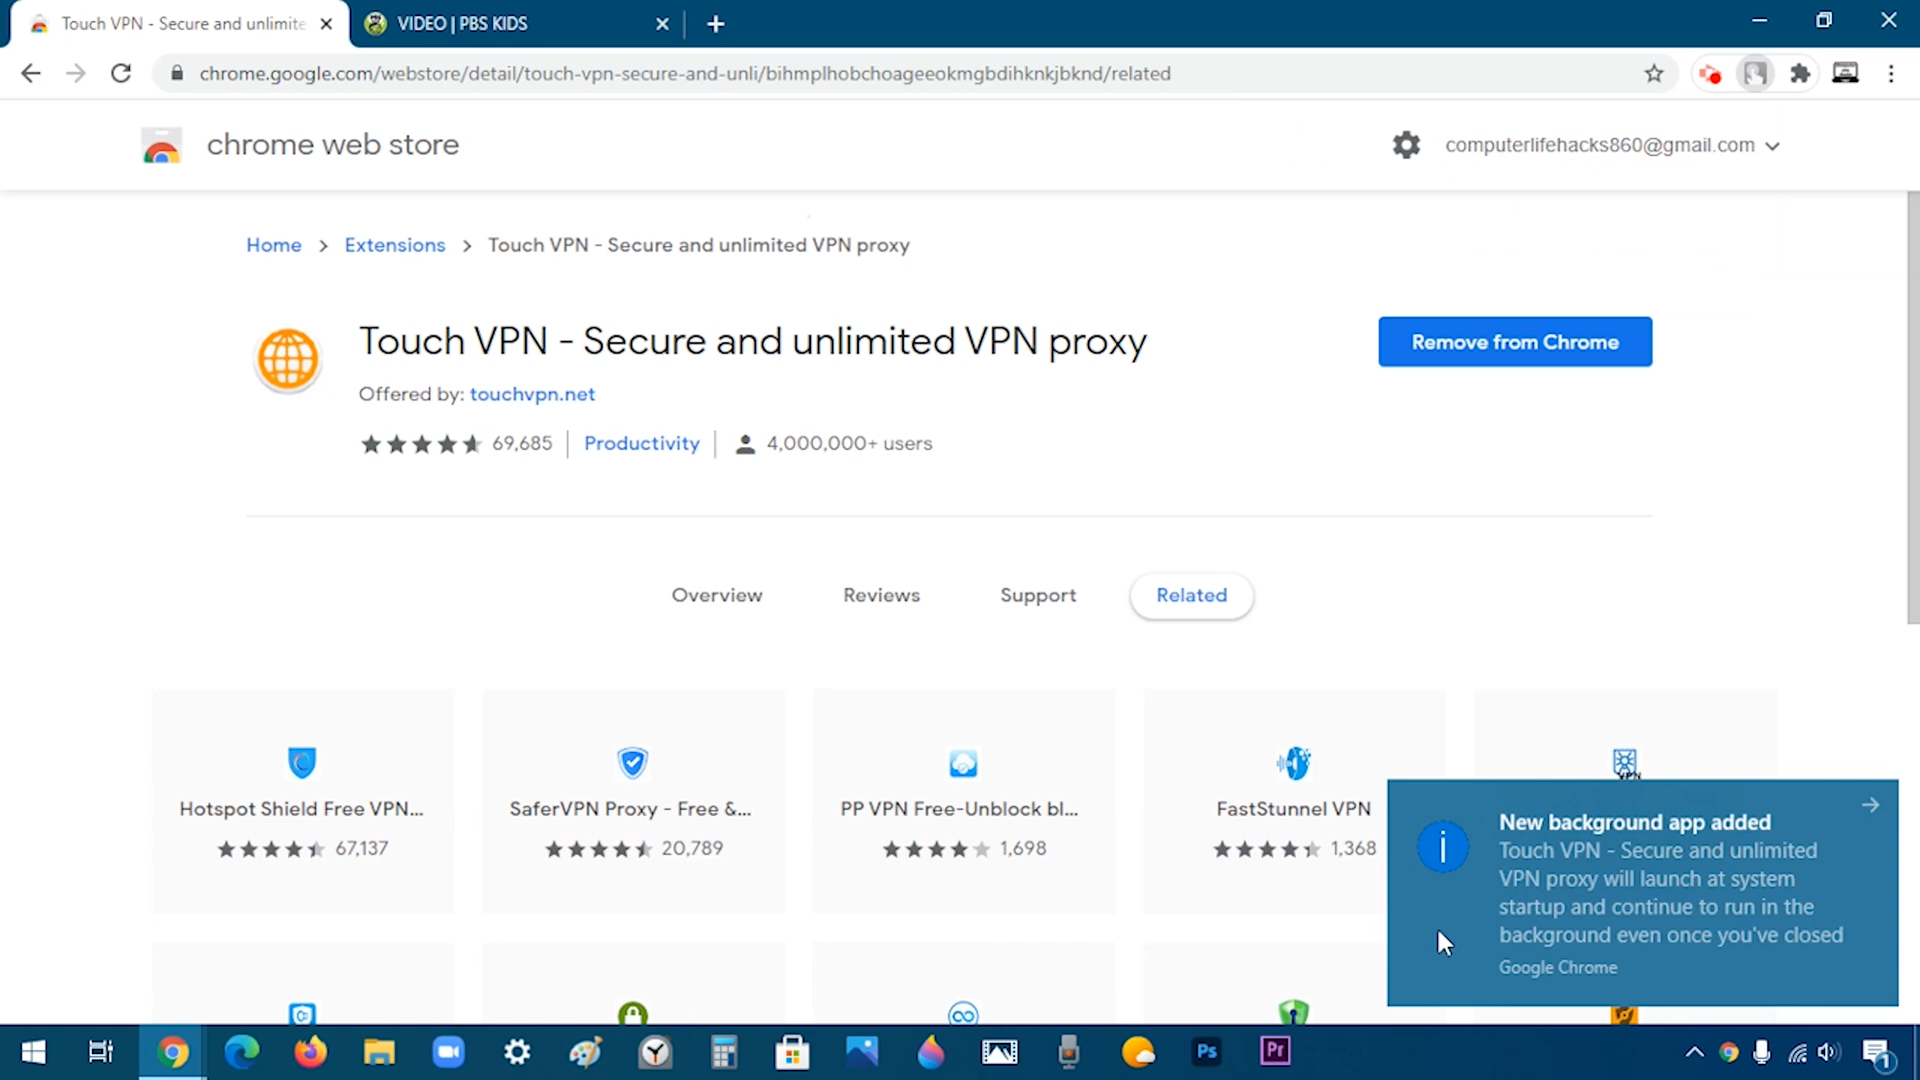 Touch VPN - Secure and unlimite
VIDEO | PBS KIDS
chrome.google.com/webstore/detail/touch-vpn-secure-and-unli/bihmplhobchoageeokmgbdihknkjbknd/related
chrome web store
computerlifehacks860@gmail.com
Home > Extensions > Touch VPN - Secure and unlimited VPN proxy
Touch VPN - Secure and unlimited VPN proxy
Remove from Chrome
Offered by: touchvpn.net
69,685 | Productivity | 4,000,000+ users
Overview Reviews Support Related
Hotspot Shield Free VPN...
67,137
SaferVPN Proxy - Free &...
20,789
PP VPN Free-Unblock bl...
1,698
FastStunnel VPN
1,368
VPN
New background app added
Touch VPN - Secure and unlimited
VPN proxy will launch at system
startup and continue to run in the
background even once you've closed
Google Chrome
Ps
Pr
1